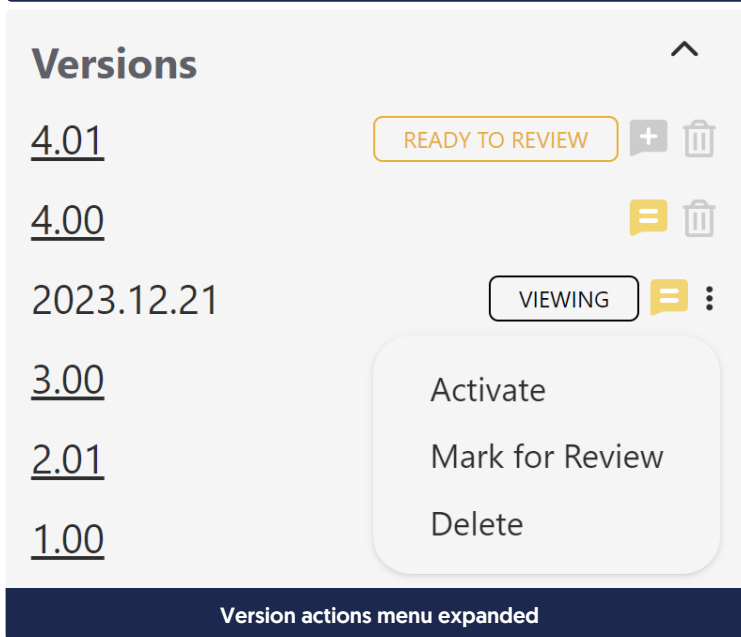 Versions
4.01 READY TO REVIEW
4.00
2023.12.21 VIEWING
3.00
Activate
2.01
Mark for Review
1.00
Delete
Version actions menu expanded